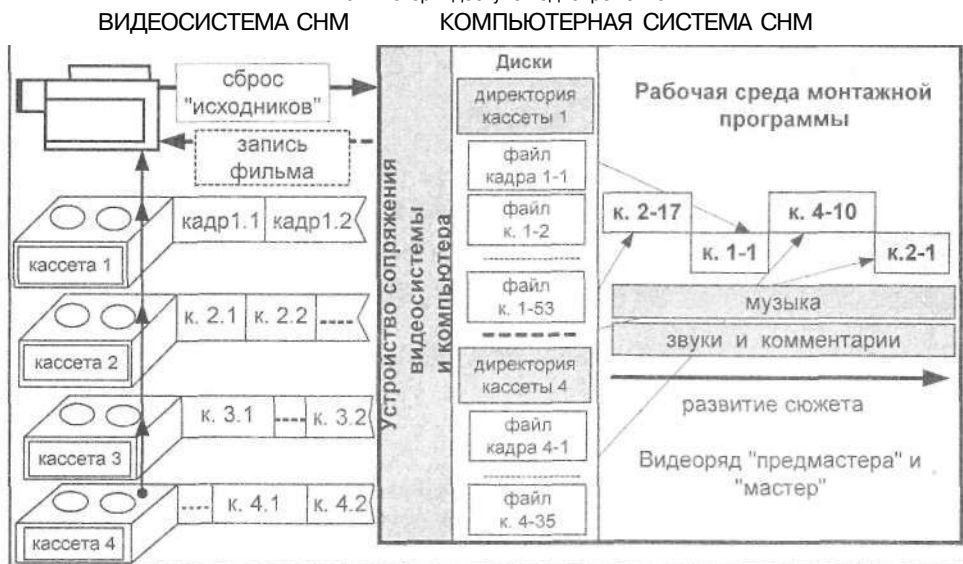 ВИДЕОСИСТЕМА СНМ
КОМПЬЮТЕРНАЯ СИСТЕМА СНМ
сброс
"исходников"
запись
фильма
кадр1.1
кадр1.2
кассета 1
к. 2.1
к. 2.2
кассета 2
к. 3.1
к. 3.2
кассета 3
к. 4.1
к. 4.2
кассета 4
Устройство сопряжения
видеосистемы
и компьютера
Диски
директория
кассеты 1
файл
кадра 1-1
файл
к. 1-2
файл
к. 1-53
директория
кассеты 4
файл
кадра 4-1
файл
к. 4-35
Рабочая среда монтажной
программы
к. 2-17
к. 4-10
к. 1-1
к.2-1
музыка
звуки и комментарии
развитие сюжета
Видеоряд "предмастера" и
"мастер"